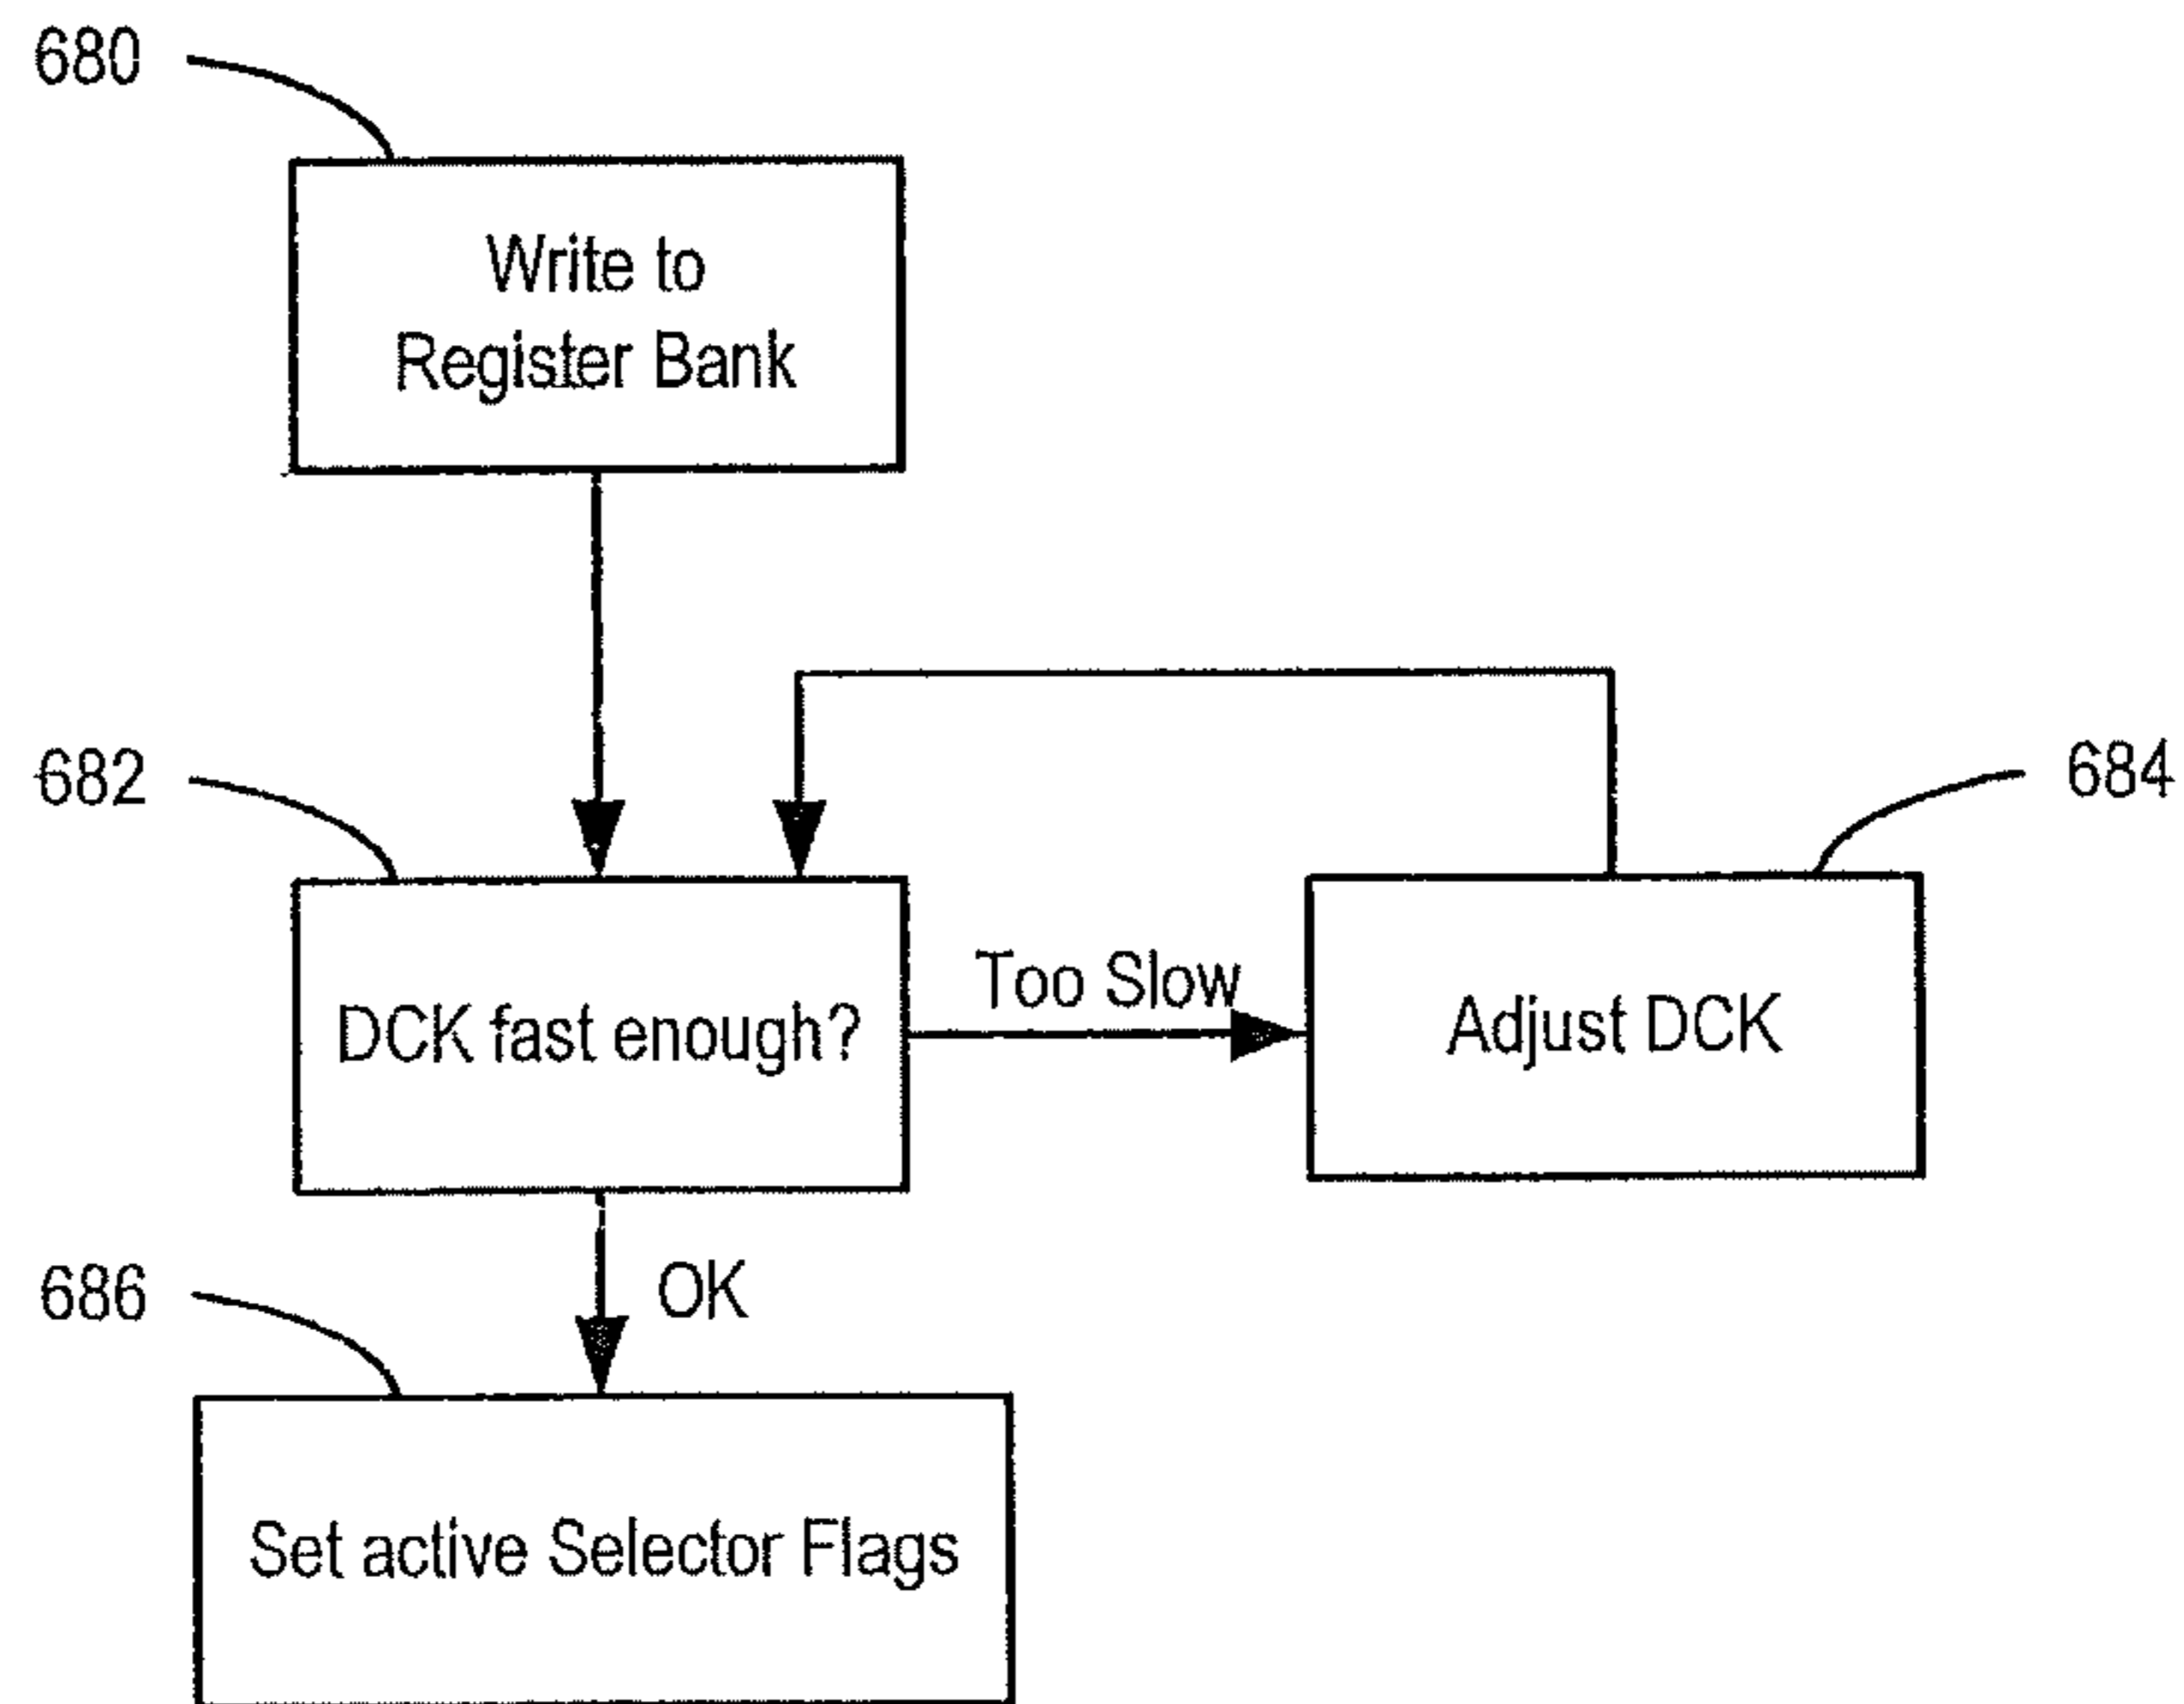 680
Write to
Register Bank
682
684
Too Slow
DCK fast enough?
Adjust DCK
686
OK
Set active Selector Flags